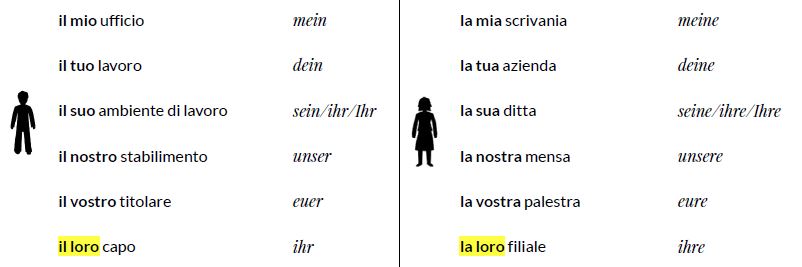 il mio ufficio mein
il tuo lavoro dein
il suo ambiente di lavoro sein/ihr/Ihr
il nostro stabilimento unser
il vostro titolare euer
il loro capo ihr
la mia scrivania meine
la tua azienda deine
la sua ditta seine/ihre/Ihre
la nostra mensa unsere
la vostra palestra eure
la loro filiale ihre